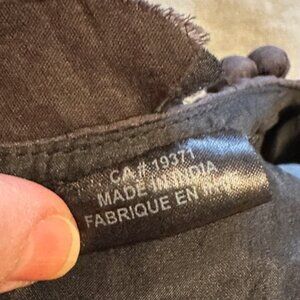 CA # 19371
MADE IN INDIA
FABRIQUE EN